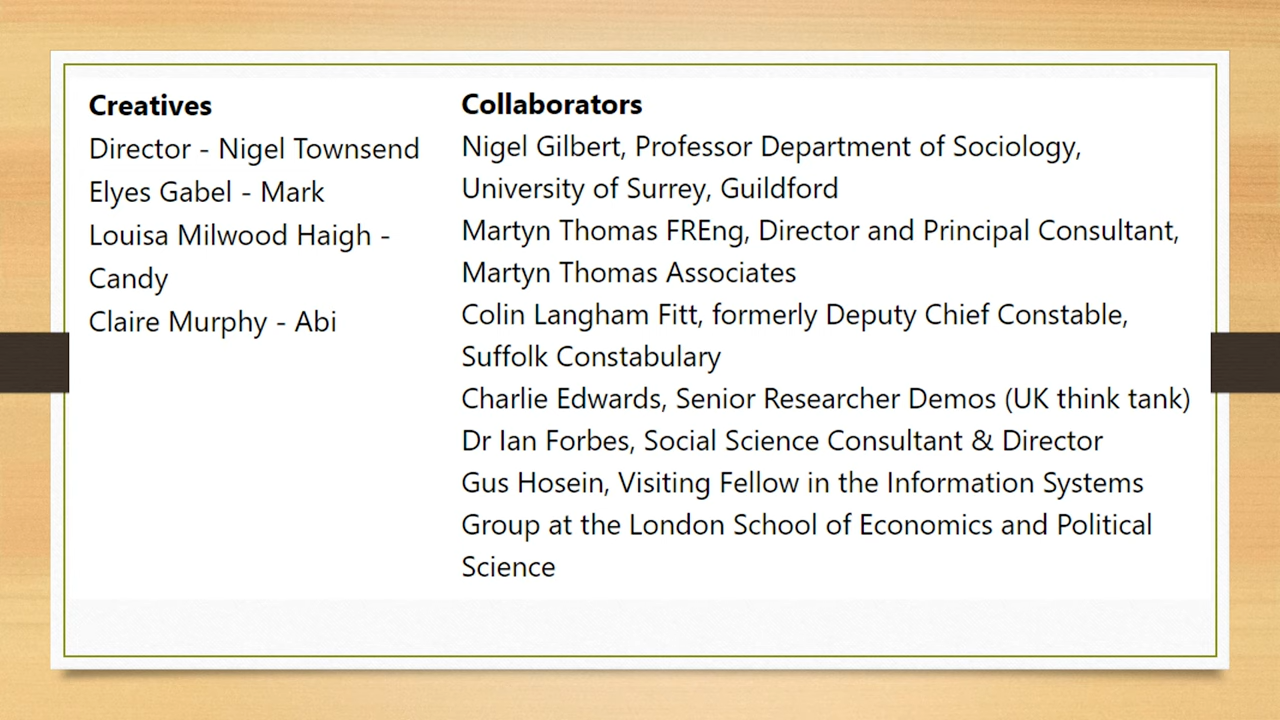 Creatives
Director - Nigel Townsend
Elyes Gabel - Mark
Louisa Milwood Haigh -
Candy
Claire Murphy - Abi
Collaborators
Nigel Gilbert, Professor Department of Sociology,
University of Surrey, Guildford
Martyn Thomas FREng, Director and Principal Consultant,
Martyn Thomas Associates
Colin Langham Fitt, formerly Deputy Chief Constable,
Suffolk Constabulary
Charlie Edwards, Senior Researcher Demos (UK think tank)
Dr Ian Forbes, Social Science Consultant & Director
Gus Hosein, Visiting Fellow in the Information Systems
Group at the London School of Economics and Political
Science